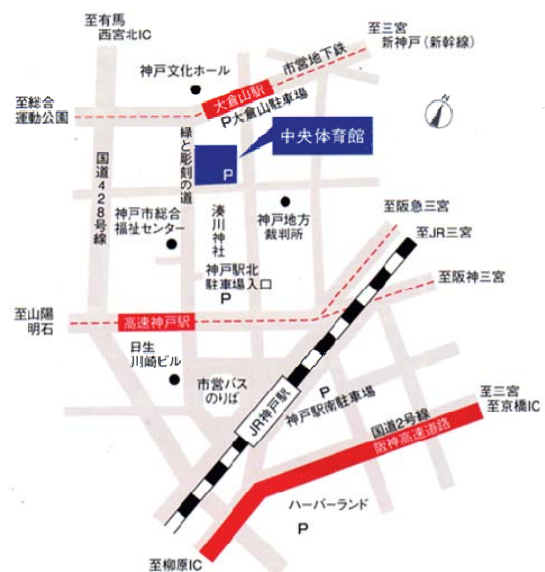 至有馬
西宮北IC
神戸文化ホール
市営地下鉄
至三宮
新神戸(新幹線)
大倉山駅
P大倉山駐車場
N
至総合
運動公園
緑と彫刻の道
中央体育館
P
国道428号線
神戸市総合
福祉センター
湊川神社
神戸地方
裁判所
至阪急三宮
至JR三宮
神戸駅北
駐車場入口
P
至阪神三宮
至山陽
明石
高速神戸駅
日生
川崎ビル
市営バス
のりば
JR神戸駅
P
神戸駅南駐車場
至三宮
至京橋IC
国道2号線
阪神高速道路
ハーバーランド
P
至柳原IC